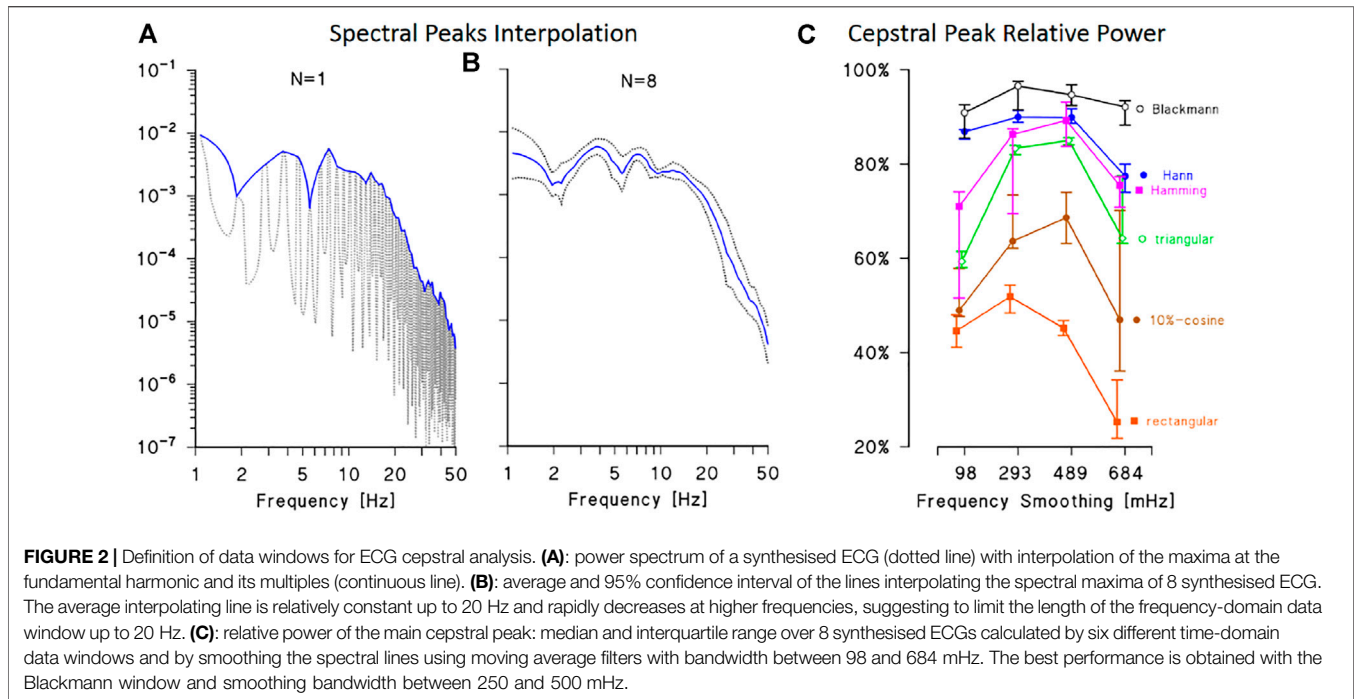 A Spectral Peaks Interpolation C Cepstral Peak Relative Power
B
N=1
N=8
10⁻¹
10⁻²
10⁻³
10⁻⁴
10⁻⁵
10⁻⁶
10⁻⁷
1 2 5 10 20 50
Frequency [Hz]
1 2 5 10 20 50
Frequency [Hz]
100%
80%
60%
40%
20%
Blackmann
Hann
Hamming
triangular
10%-cosine
rectangular
98 293 489 684
Frequency Smoothing [mHz]
FIGURE 2 | Definition of data windows for ECG cepstral analysis. (A): power spectrum of a synthesised ECG (dotted line) with interpolation of the maxima at the
fundamental harmonic and its multiples (continuous line). (B): average and 95% confidence interval of the lines interpolating the spectral maxima of 8 synthesised ECG.
The average interpolating line is relatively constant up to 20 Hz and rapidly decreases at higher frequencies, suggesting to limit the length of the frequency-domain data
window up to 20 Hz. (C): relative power of the main cepstral peak: median and interquartile range over 8 synthesised ECGs calculated by six different time-domain
data windows and by smoothing the spectral lines using moving average filters with bandwidth between 98 and 684 mHz. The best performance is obtained with the
Blackmann window and smoothing bandwidth between 250 and 500 mHz.